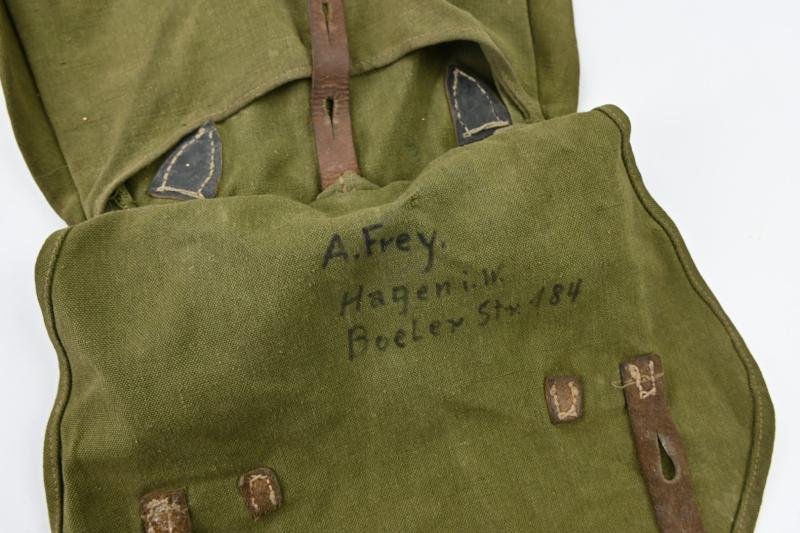 A. Frey.
Hagen i. W.
Boeler Str. 184